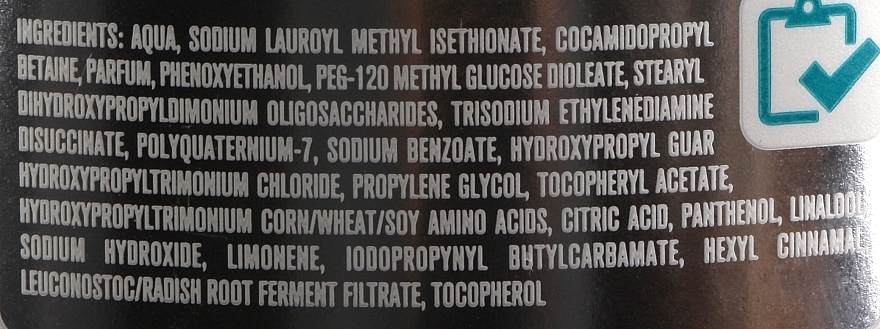 INGREDIENTS: AQUA, SODIUM LAUROYL METHYL ISETHIONATE, COCAMIDOPROPYL
BETAINE, PARFUM, PHENOXYETHANOL, PEG-120 METHYL GLUCOSE DIOLEATE, STEARYL
DIHYDROXYPROPYLDIMONIUM OLIGOSACCHARIDES, TRISODIUM ETHYLENEDIAMINE
DISUCCINATE, POLYQUATERNIUM-7, SODIUM BENZOATE, HYDROXYPROPYL GUAR
HYDROXYPROPYLTRIMONIUM CHLORIDE, PROPYLENE GLYCOL, TOCOPHERYL ACETATE,
HYDROXYPROPYLTRIMONIUM CORN/WHEAT/SOY AMINO ACIDS, CITRIC ACID, PANTHENOL, LINALOOL
SODIUM HYDROXIDE, LIMONENE, IODOPROPYNYL BUTYLCARBAMATE, HEXYL CINNAMAL
LEUCONOSTOC/RADISH ROOT FERMENT FILTRATE, TOCOPHEROL